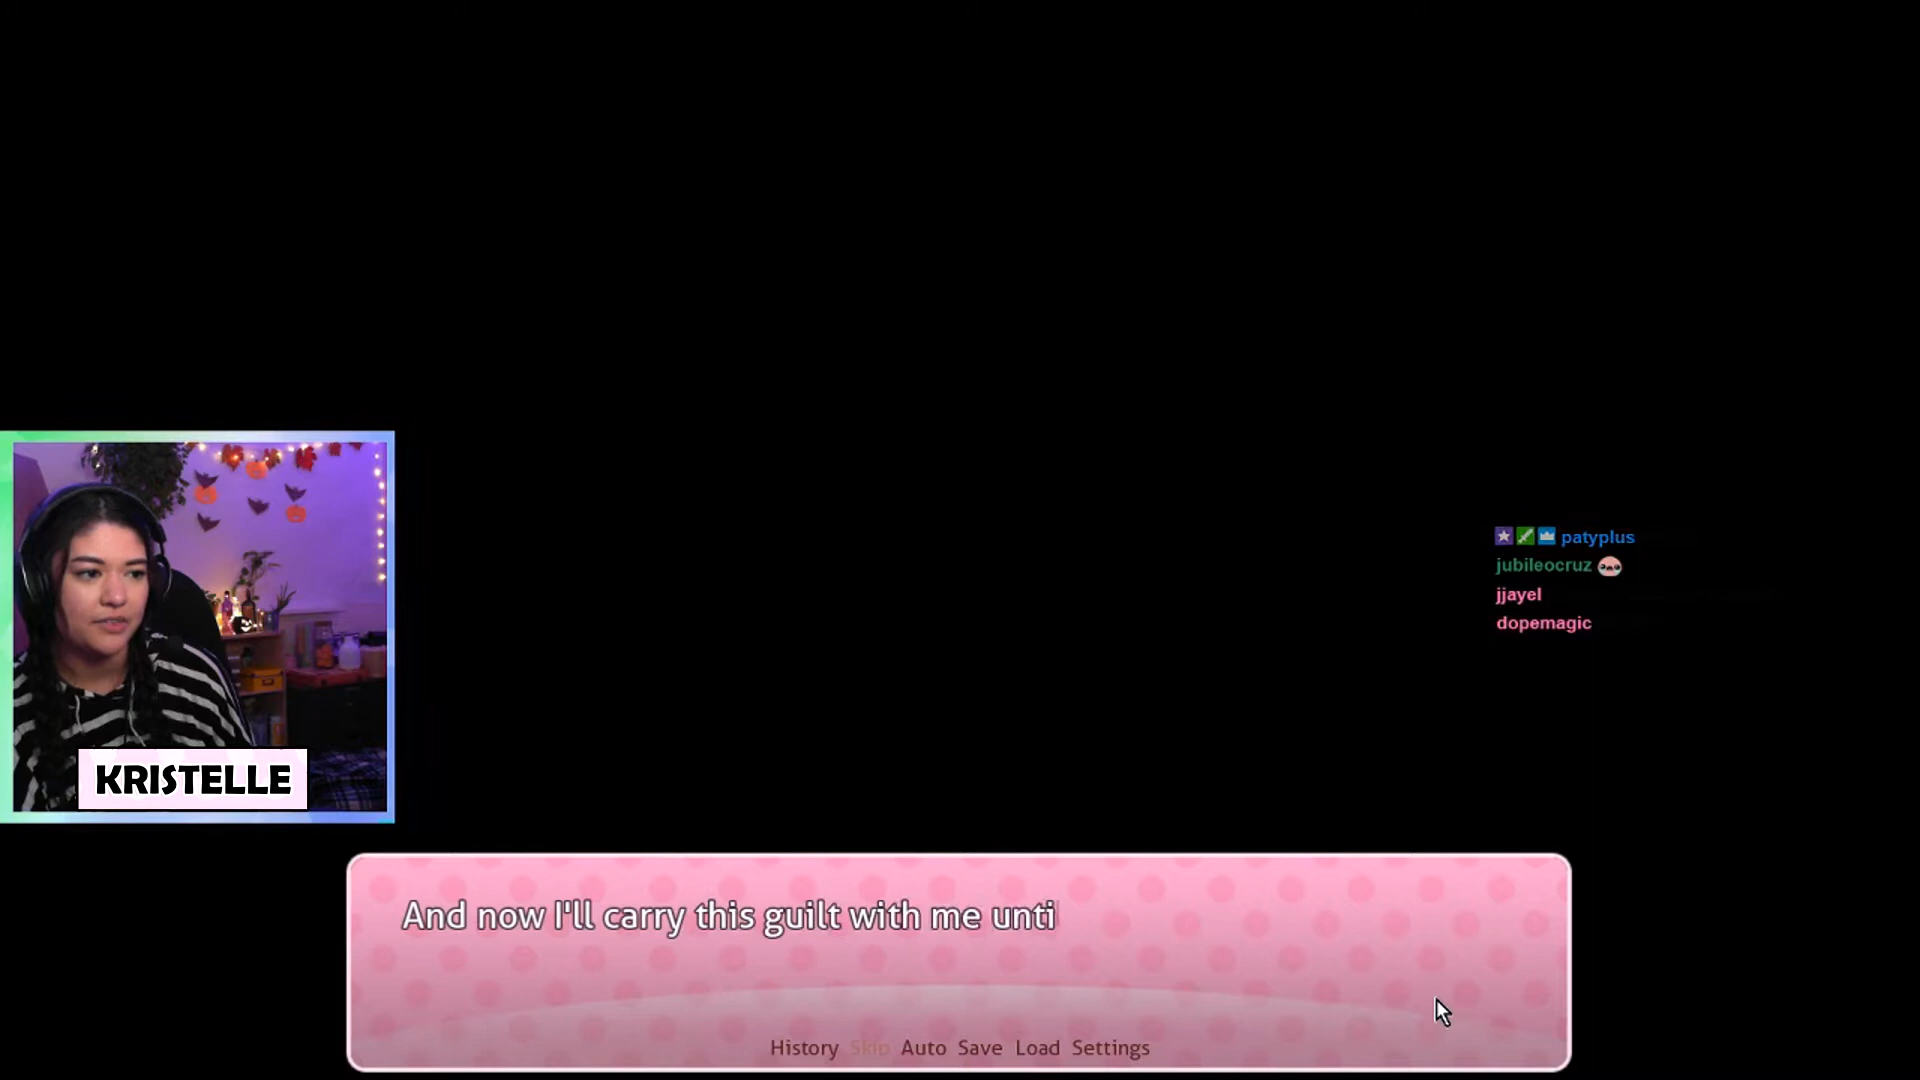 patyplus
jubileocruz
jjayel
dopemagic
KRISTELLE
And now I'll carry this guilt with me unti
History Skip Auto Save Load Settings